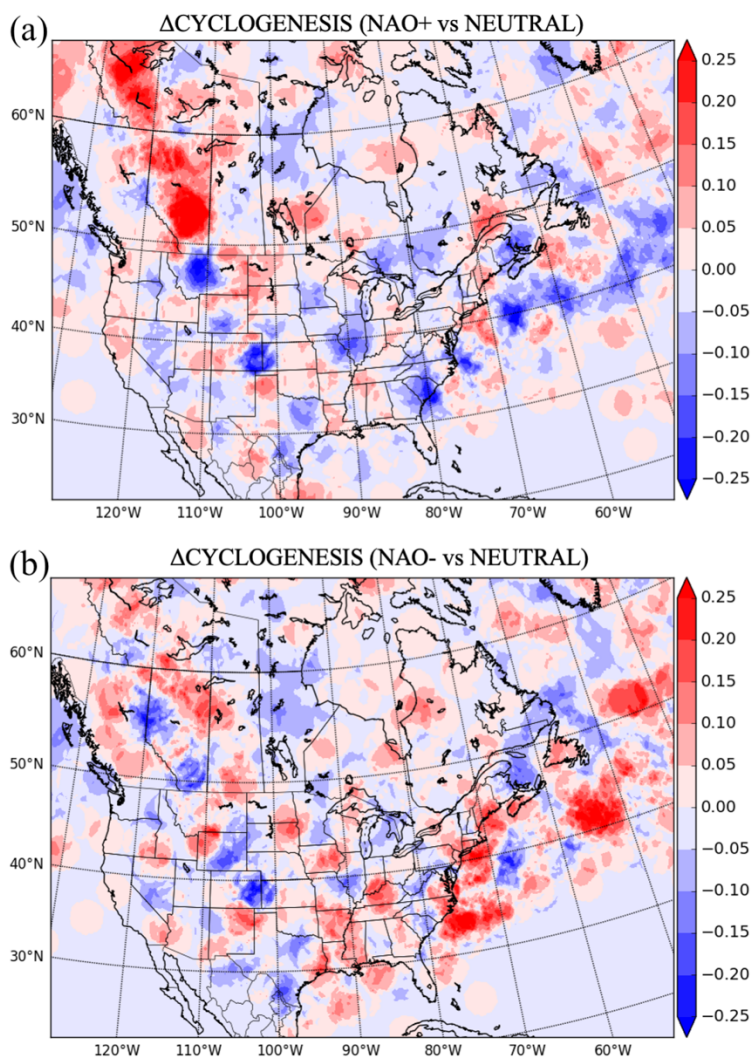 (a)
ΔCYCLOGENESIS (NAO+ vs NEUTRAL)
60°N
50°N
40°N
30°N
120°W 110°W 100°W 90°W 80°W 70°W 60°W
0.25
0.20
0.15
0.10
0.05
0.00
−0.05
−0.10
−0.15
−0.20
−0.25
(b)
ΔCYCLOGENESIS (NAO- vs NEUTRAL)
60°N
50°N
40°N
30°N
120°W 110°W 100°W 90°W 80°W 70°W 60°W
0.25
0.20
0.15
0.10
0.05
0.00
−0.05
−0.10
−0.15
−0.20
−0.25